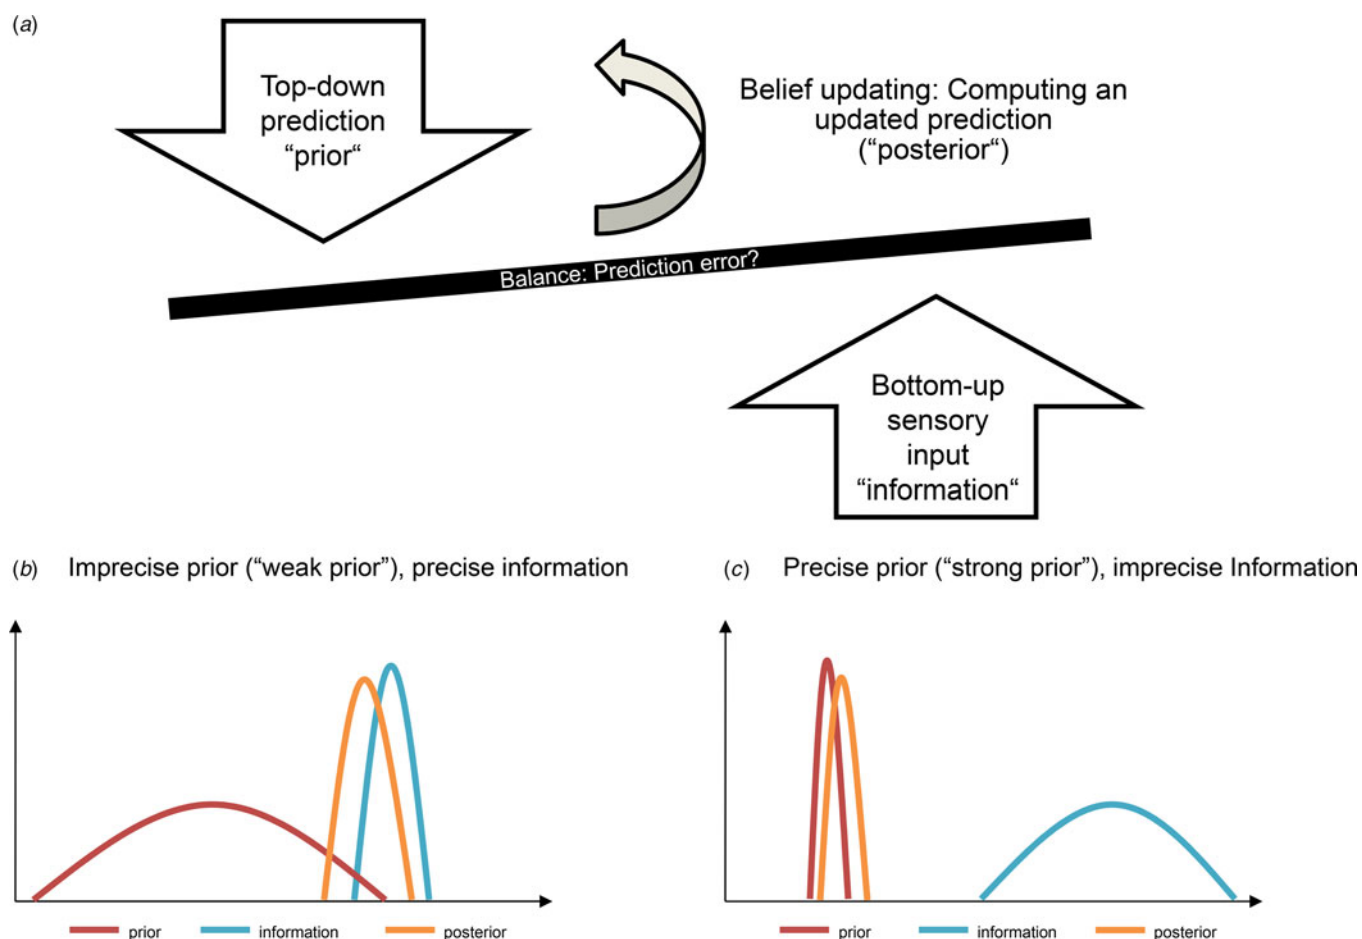 (a)
Top-down
prediction
“prior“
Belief updating: Computing an
updated prediction
(“posterior“)
Balance: Prediction error?
Bottom-up
sensory
input
“information“
(b) Imprecise prior (“weak prior”), precise information
(c) Precise prior (“strong prior”), imprecise Information
prior information posterior
prior information posterior